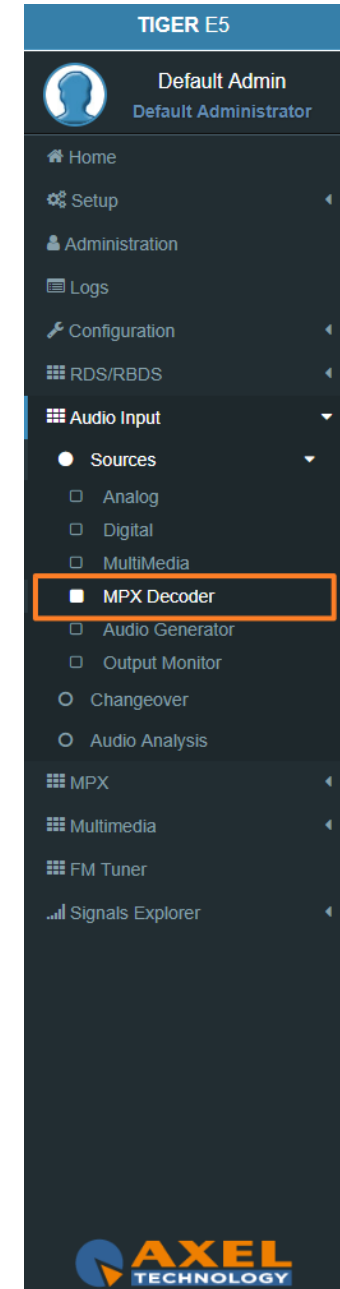 TIGER E5
Default Admin
Default Administrator
Home
Setup
Administration
Logs
Configuration
RDS/RBDS
Audio Input
Sources
Analog
Digital
MultiMedia
MPX Decoder
Audio Generator
Output Monitor
Changeover
Audio Analysis
MPX
Multimedia
FM Tuner
Signals Explorer
AXEL
TECHNOLOGY